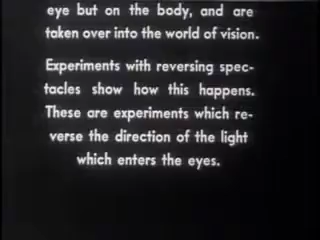 eye but on the body, and are
taken over into the world of vision.
Experiments with reversing spec-
tacles show how this happens.
These are experiments which re-
verse the direction of the light
which enters the eyes.